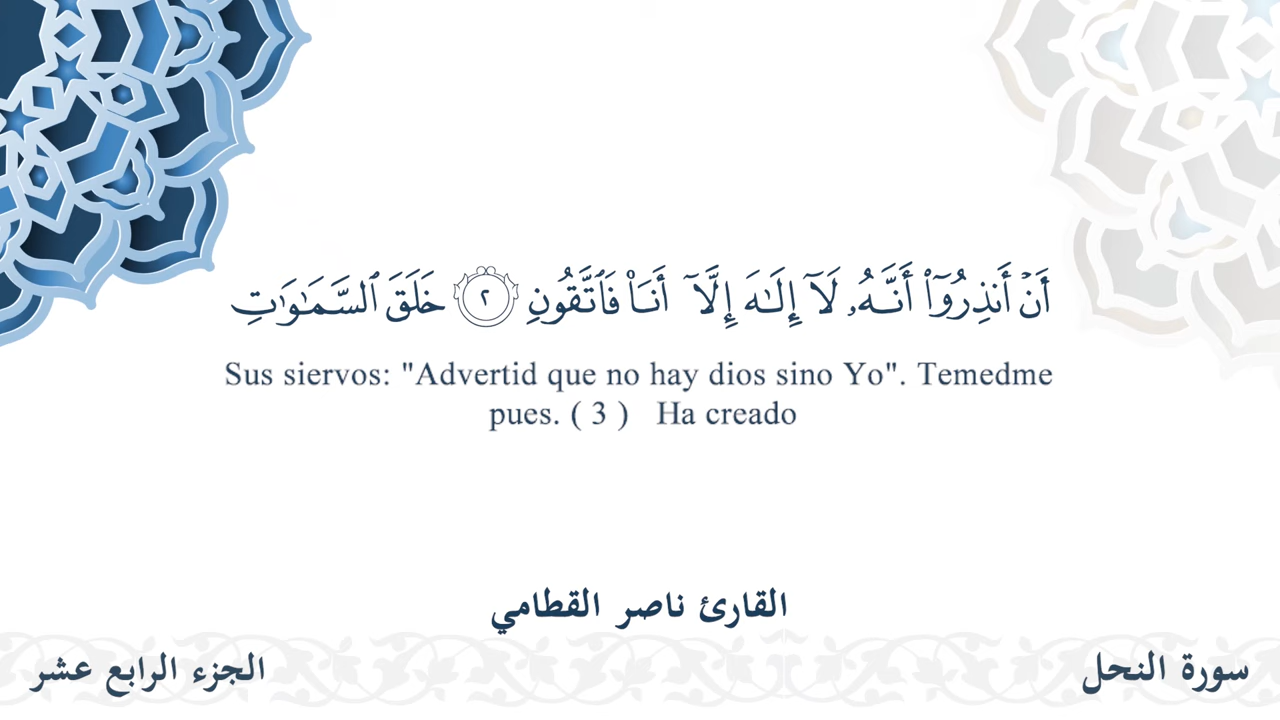 أَنْ أَنذِرُوٓا۟ أَنَّهُۥ لَآ إِلَـٰهَ إِلَّآ أَنَا۠ فَٱتَّقُونِ ٢ خَلَقَ ٱلسَّمَـٰوَٰتِ
Sus siervos: "Advertid que no hay dios sino Yo". Temedme
pues. ( 3 ) Ha creado
القارئ ناصر القطامي
سورة النحل
الجزء الرابع عشر